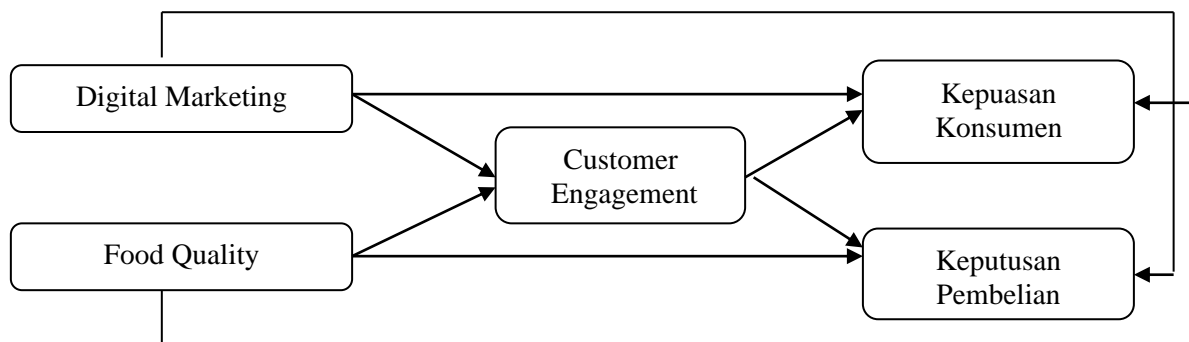 Digital Marketing
Kepuasan
Konsumen
Customer
Engagement
Food Quality
Keputusan
Pembelian